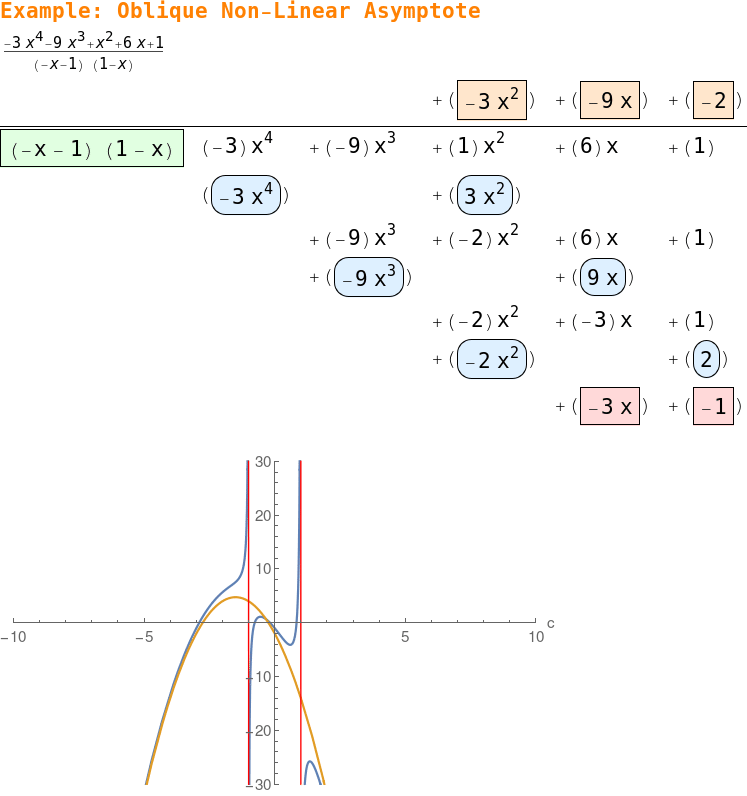 Example: Oblique Non-Linear Asymptote
-3 x^4-9 x^3+x^2+6 x+1
(-x-1) (1-x)
+ ( -3 x^2 ) + ( -9 x ) + ( -2 )
(-x - 1) (1 - x) (-3) x^4 + (-9) x^3 + (1) x^2 + (6) x + (1)
( -3 x^4 ) + ( 3 x^2 )
+ (-9) x^3 + (-2) x^2 + (6) x + (1)
+ ( -9 x^3 ) + ( 9 x )
+ (-2) x^2 + (-3) x + (1)
+ ( -2 x^2 ) + ( 2 )
+ ( -3 x ) + ( -1 )
30
20
10
c
-10 -5 5 10
-10
-20
-30